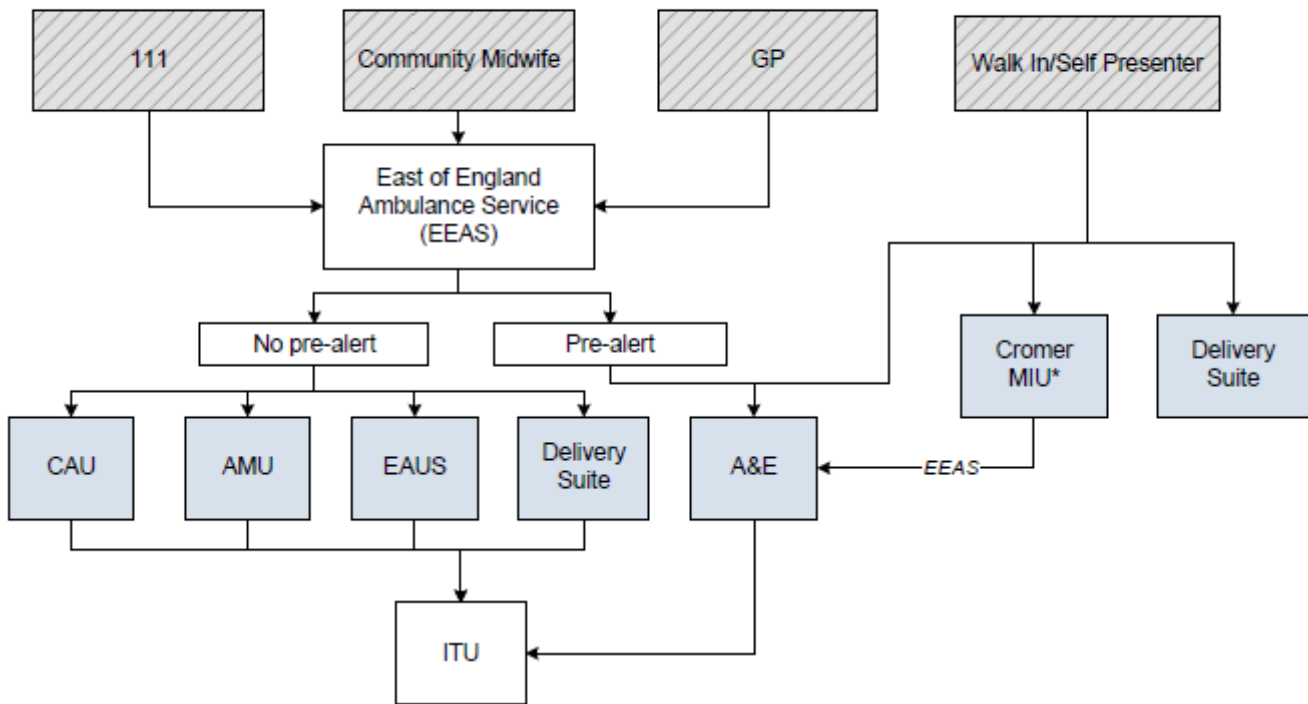 111
Community Midwife
GP
Walk In/Self Presenter
East of England
Ambulance Service
(EEAS)
No pre-alert
Pre-alert
Cromer
MIU*
Delivery
Suite
CAU
AMU
EAUS
Delivery
Suite
A&E
EEAS
ITU